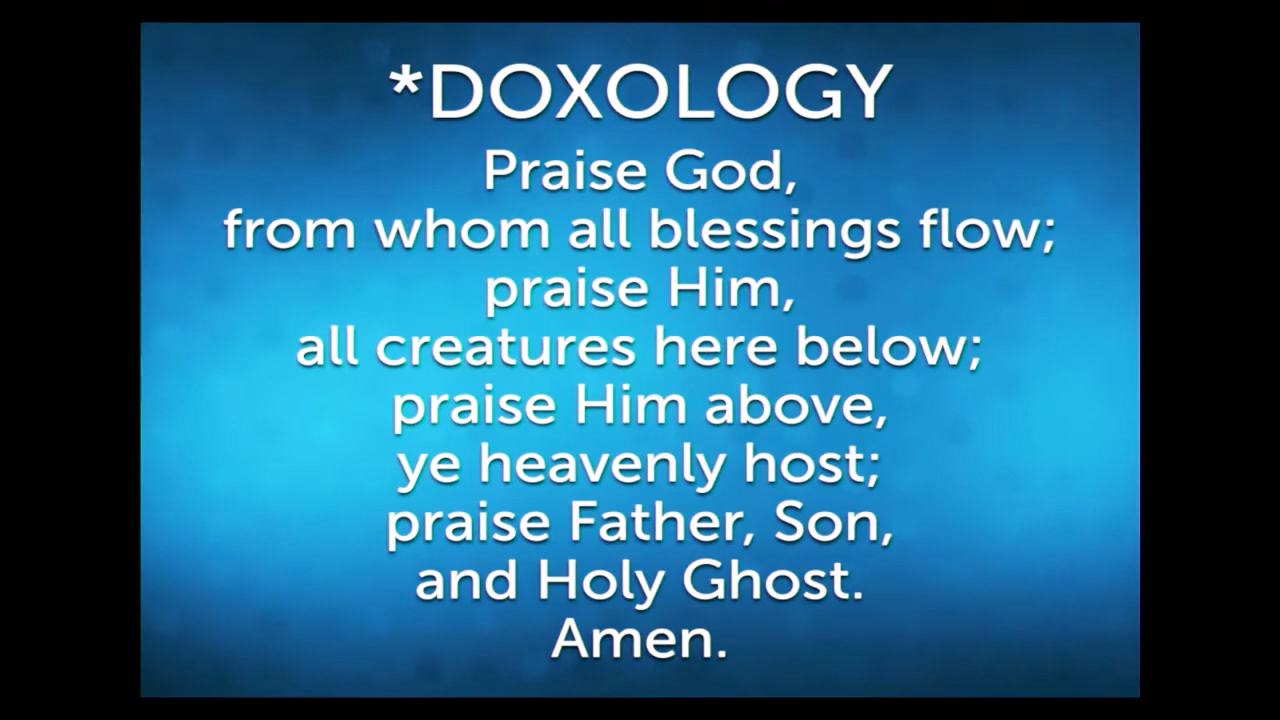 *DOXOLOGY
Praise God,
from whom all blessings flow;
praise Him,
all creatures here below;
praise Him above,
ye heavenly host;
praise Father, Son,
and Holy Ghost.
Amen.